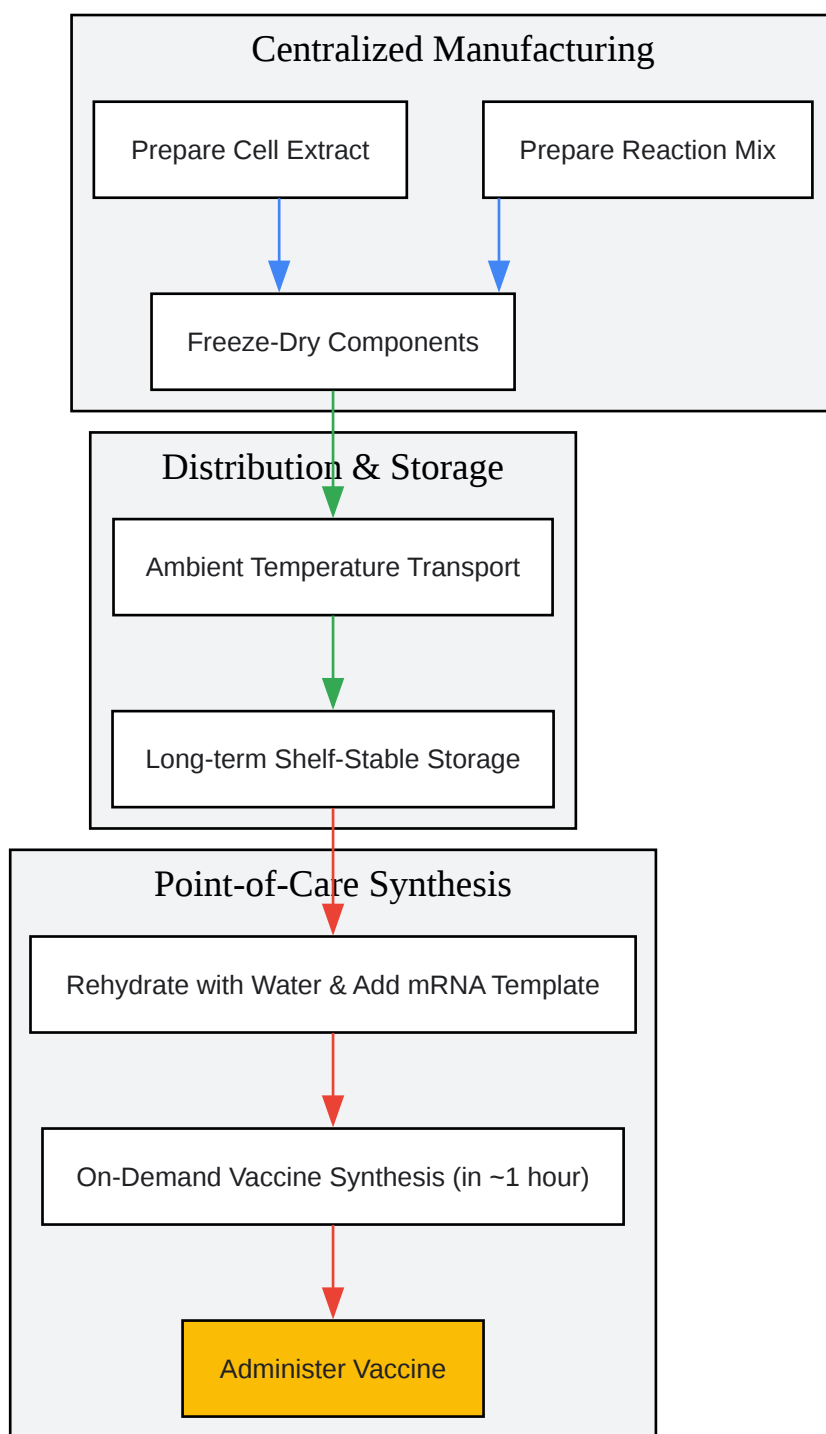 Centralized Manufacturing
Prepare Cell Extract
Prepare Reaction Mix
Freeze-Dry Components
Distribution & Storage
Ambient Temperature Transport
Long-term Shelf-Stable Storage
Point-of-Care Synthesis
Rehydrate with Water & Add mRNA Template
On-Demand Vaccine Synthesis (in ~1 hour)
Administer Vaccine